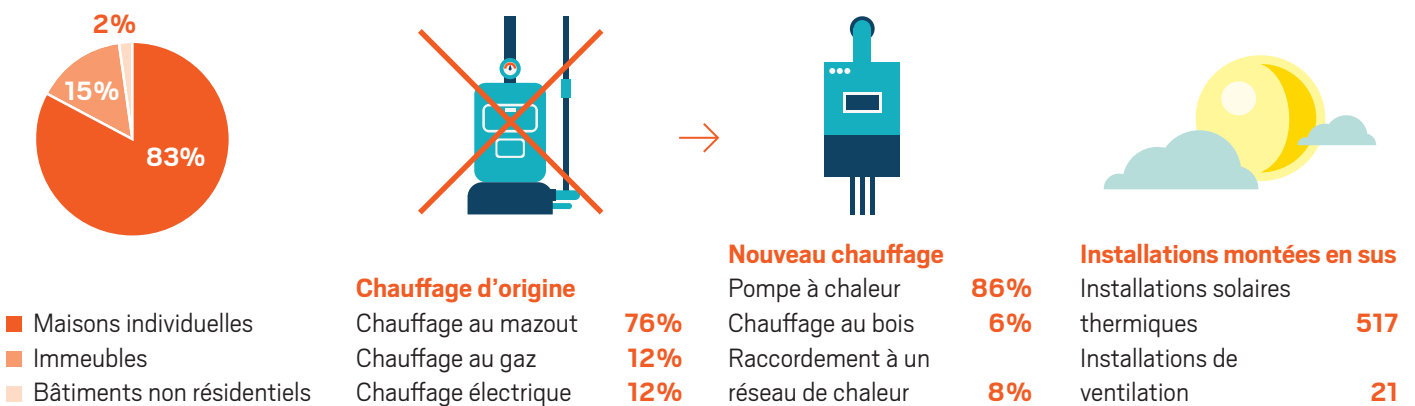 2%
15%
83%
Maisons individuelles
Immeubles
Bâtiments non résidentiels
Chauffage d’origine
Chauffage au mazout 76%
Chauffage au gaz 12%
Chauffage électrique 12%
Nouveau chauffage
Pompe à chaleur 86%
Chauffage au bois 6%
Raccordement à un
réseau de chaleur 8%
Installations montées en sus
Installations solaires
thermiques 517
Installations de
ventilation 21